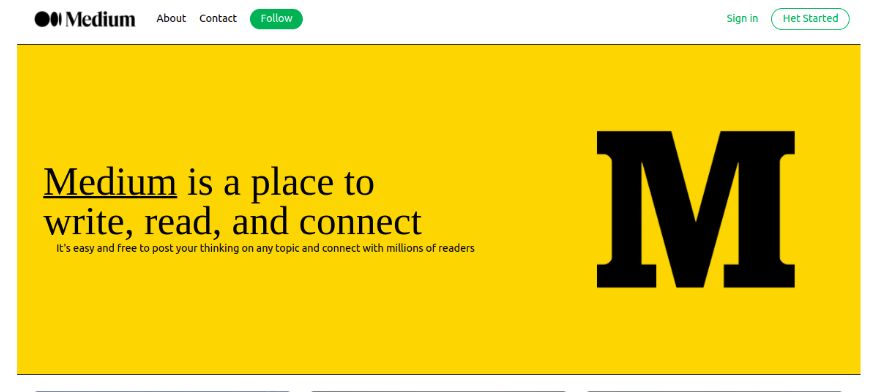 Medium About Contact Follow Sign in Het Started
Medium is a place to
write, read, and connect
It's easy and free to post your thinking on any topic and connect with millions of readers
M